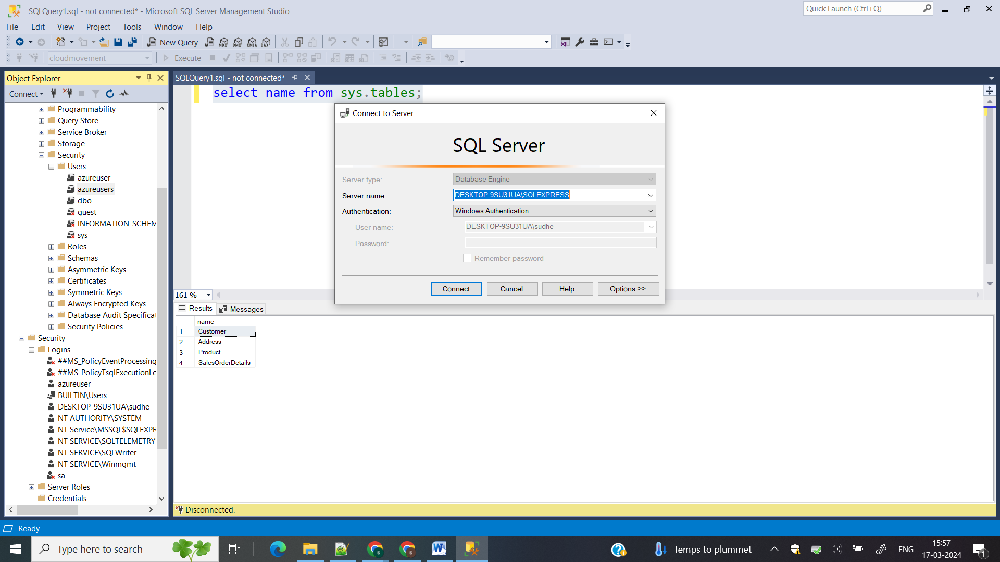 SQLQuery1.sql - not connected* - Microsoft SQL Server Management Studio
Quick Launch (Ctrl+Q)
File Edit View Project Tools Window Help
New Query MDX DMX XMLA DAX
cloudmovement Execute
Object Explorer
Connect
Programmability
Query Store
Service Broker
Storage
Security
Users
azureuser
azureusers
dbo
guest
INFORMATION_SCHEM
sys
Roles
Schemas
Asymmetric Keys
Certificates
Symmetric Keys
Always Encrypted Keys
Database Audit Specificat
Security Policies
Security
Logins
##MS_PolicyEventProcessing
##MS_PolicyTsqlExecutionLo
azureuser
BUILTIN\Users
DESKTOP-9SU31UA\sudhe
NT AUTHORITY\SYSTEM
NT Service\MSSQL$SQLEXPR
NT SERVICE\SQLTELEMETRY
NT SERVICE\SQLWriter
NT SERVICE\Winmgmt
sa
Server Roles
Credentials
SQLQuery1.sql - not connected*
select name from sys.tables;
Connect to Server
SQL Server
Server type: Database Engine
Server name: DESKTOP-9SU31UA\SQLEXPRESS
Authentication: Windows Authentication
User name: DESKTOP-9SU31UA\sudhe
Password:
Remember password
Connect Cancel Help Options >>
161 %
Results Messages
name
1 Customer
2 Address
3 Product
4 SalesOrderDetails
Disconnected.
Ready
Type here to search
Temps to plummet
ENG
15:57
17-03-2024
1